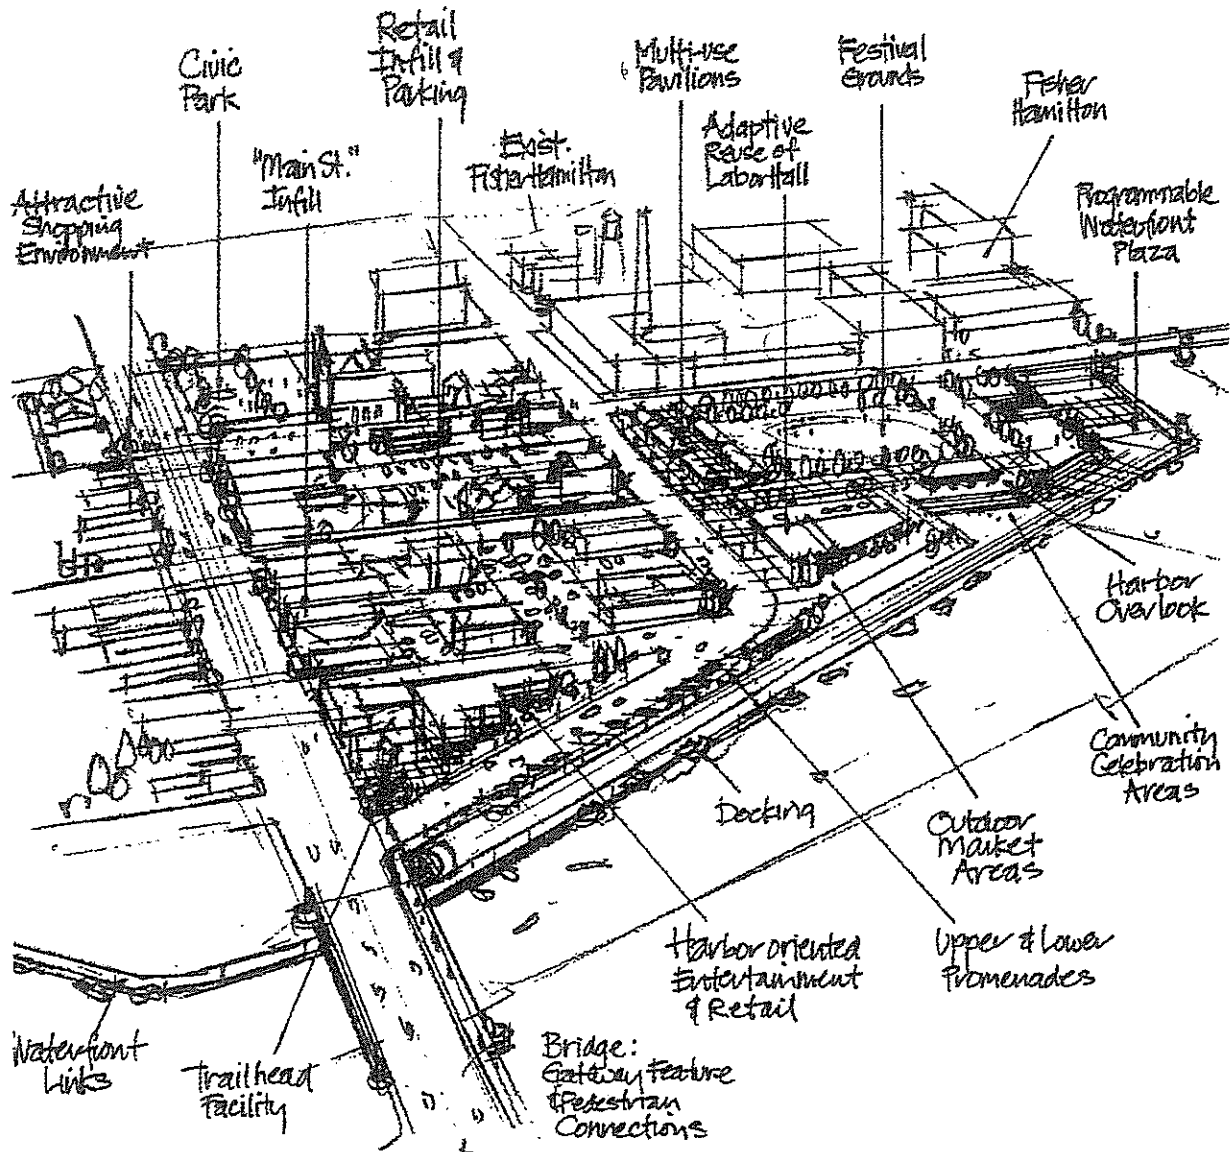 Retail
Infill &
Parking
Civic
Park
Multi-use
Pavilions
Festival
Grounds
Fisher
Hamilton
"Main St."
Infill
Exist.
Fisher Hamilton
Adaptive
Reuse of
Labor Hall
Attractive
Shopping
Environment
Programmable
Waterfront
Plaza
Harbor
Overlook
Community
Celebration
Areas
Docking
Outdoor
Market
Areas
Harbor oriented
Entertainment
& Retail
Upper & Lower
Promenades
Waterfront
Links
Trailhead
Facility
Bridge:
Gateway Feature
& Pedestrian
Connections